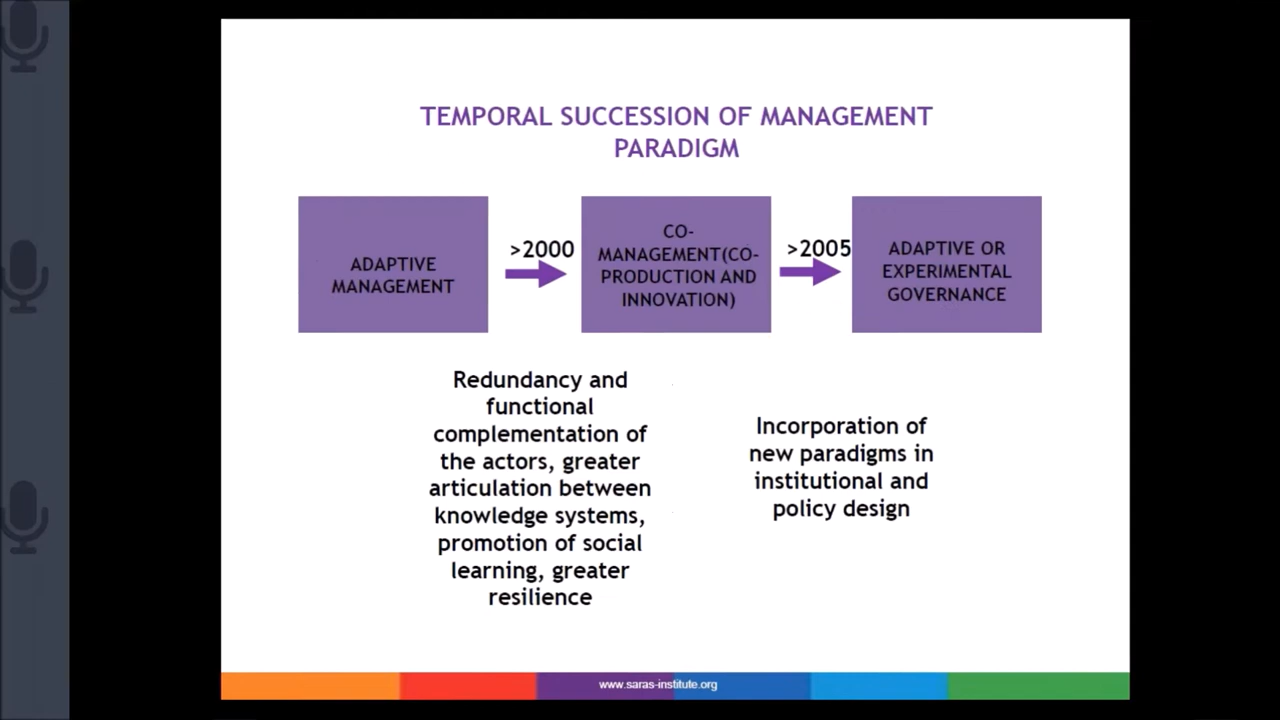 TEMPORAL SUCCESSION OF MANAGEMENT
PARADIGM
ADAPTIVE
MANAGEMENT
>2000
CO-
MANAGEMENT(CO-
PRODUCTION AND
INNOVATION)
>2005
ADAPTIVE OR
EXPERIMENTAL
GOVERNANCE
Redundancy and
functional
complementation of
the actors, greater
articulation between
knowledge systems,
promotion of social
learning, greater
resilience
Incorporation of
new paradigms in
institutional and
policy design
www.saras-institute.org